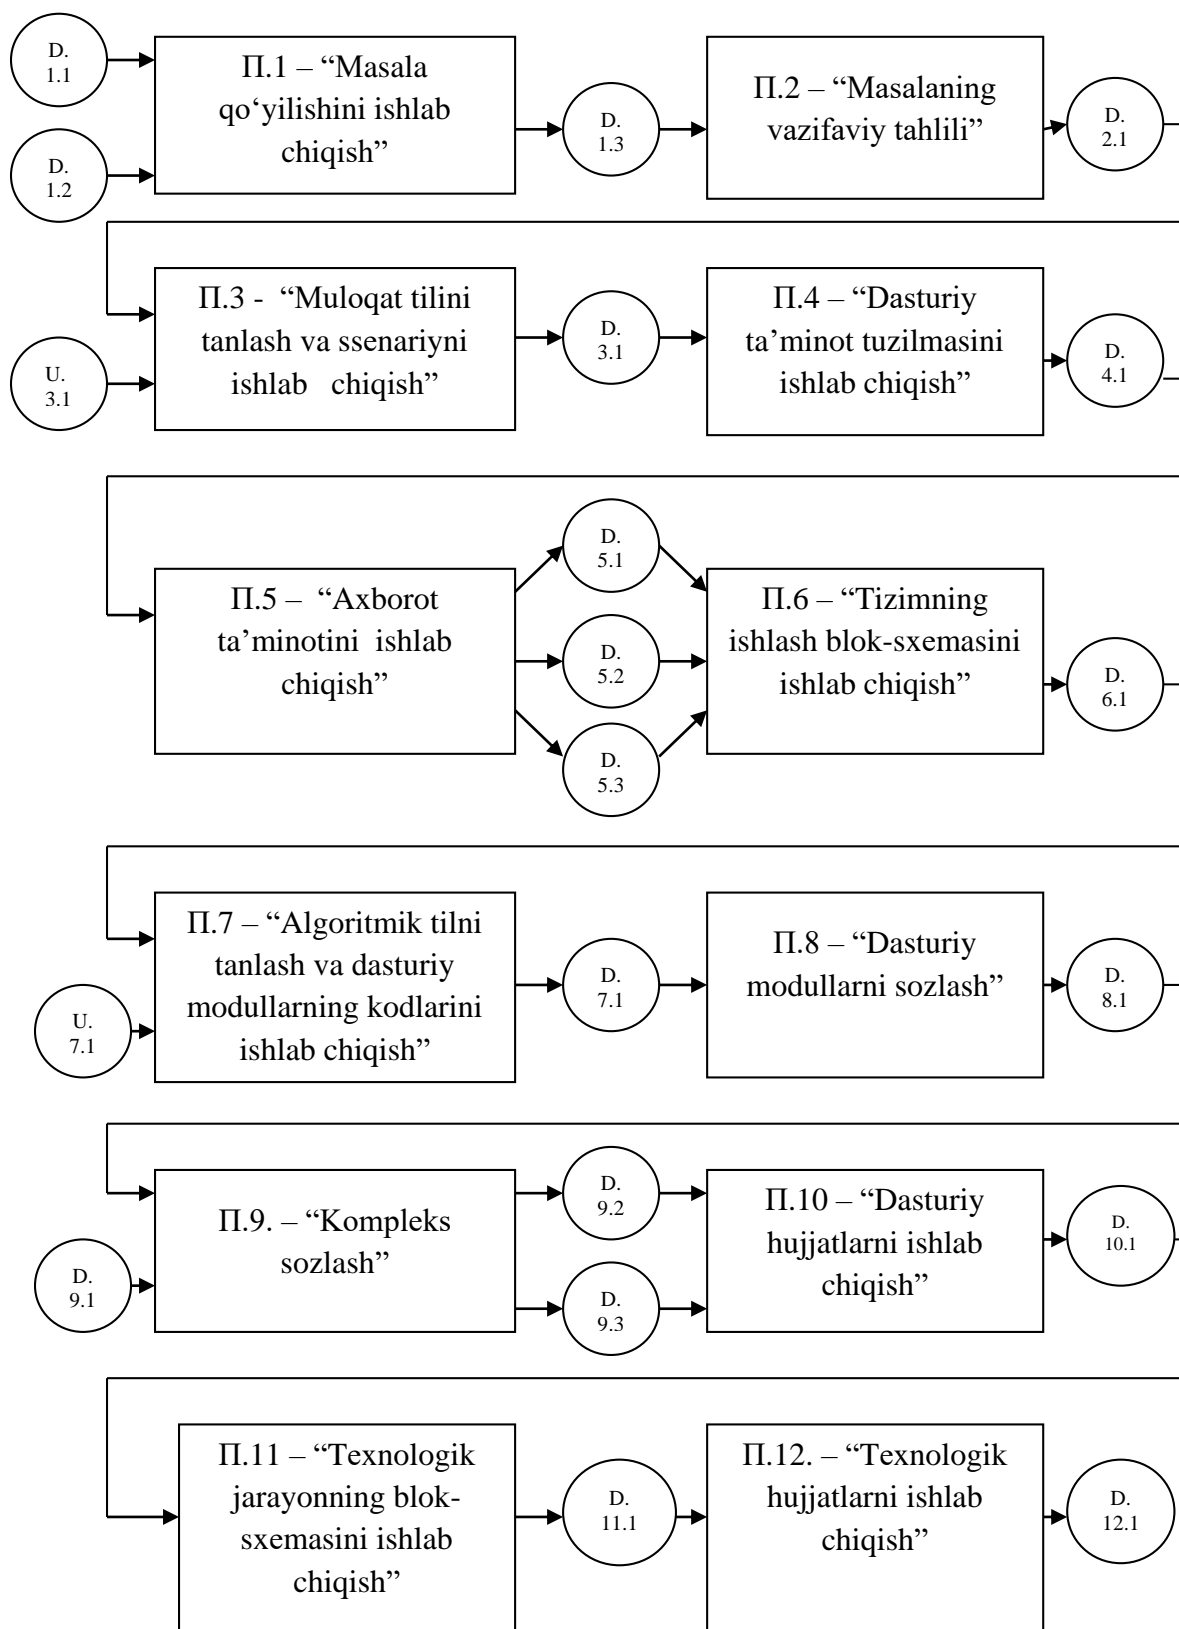 D.
1.1
П.1 – “Masala
qo‘yilishini ishlab
chiqish”
D.
1.2
D.
1.3
П.2 – “Masalaning
vazifaviy tahlili”
D.
2.1
П.3 - “Muloqat tilini
tanlash va ssenariyni
ishlab chiqish”
U.
3.1
D.
3.1
П.4 – “Dasturiy
ta’minot tuzilmasini
ishlab chiqish”
D.
4.1
П.5 – “Axborot
ta’minotini ishlab
chiqish”
D.
5.1
D.
5.2
D.
5.3
П.6 – “Tizimning
ishlash blok-sxemasini
ishlab chiqish”
D.
6.1
П.7 – “Algoritmik tilni
tanlash va dasturiy
modullarning kodlarini
ishlab chiqish”
U.
7.1
D.
7.1
П.8 – “Dasturiy
modullarni sozlash”
D.
8.1
П.9. – “Kompleks
sozlash”
D.
9.1
D.
9.2
D.
9.3
П.10 – “Dasturiy
hujjatlarni ishlab
chiqish”
D.
10.1
П.11 – “Texnologik
jarayonning blok-
sxemasini ishlab
chiqish”
D.
11.1
П.12. – “Texnologik
hujjatlarni ishlab
chiqish”
D.
12.1